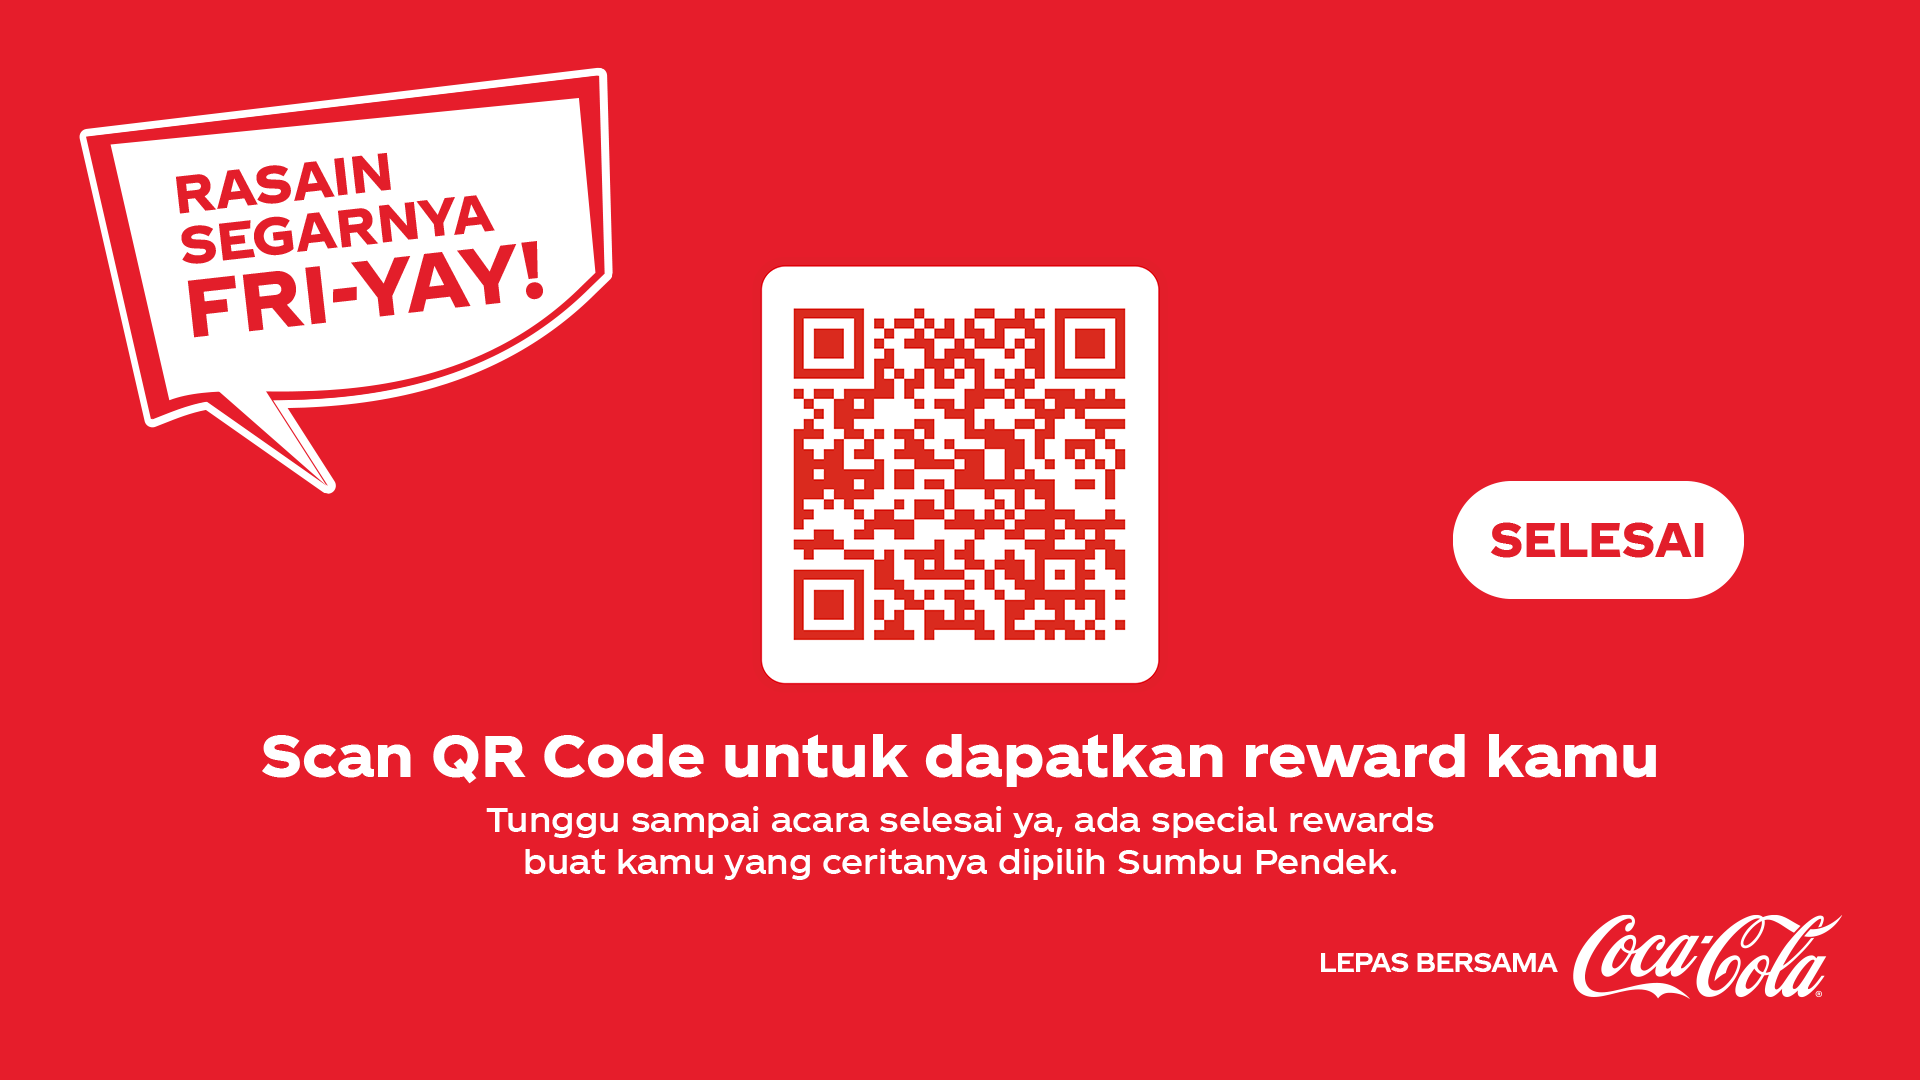 RASAIN
SEGARNYA
FRI-YAY!
SELESAI
Scan QR Code untuk dapatkan reward kamu
Tunggu sampai acara selesai ya, ada special rewards
buat kamu yang ceritanya dipilih Sumbu Pendek.
LEPAS BERSAMA Coca-Cola®